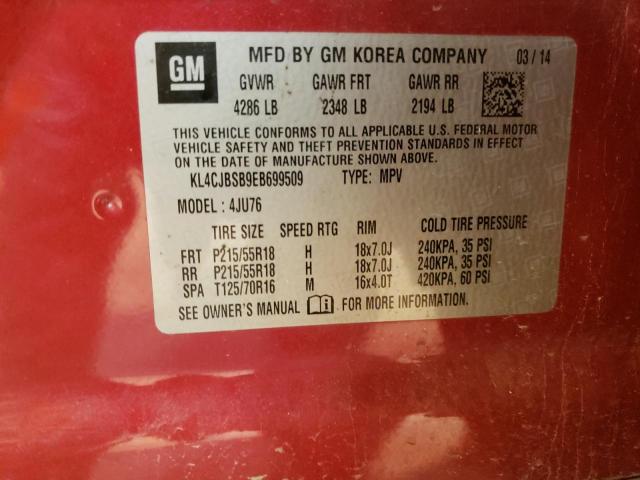 GM MFD BY GM KOREA COMPANY 03 / 14
GVWR GAWR FRT GAWR RR
4286 LB 2348 LB 2194 LB
THIS VEHICLE CONFORMS TO ALL APPLICABLE U.S. FEDERAL MOTOR
VEHICLE SAFETY AND THEFT PREVENTION STANDARDS IN EFFECT
ON THE DATE OF MANUFACTURE SHOWN ABOVE.
KL4CJBSB9EB699509 TYPE: MPV
MODEL : 4JU76
TIRE SIZE SPEED RTG RIM COLD TIRE PRESSURE
FRT P215/55R18 H 18x7.0J 240KPA, 35 PSI
RR P215/55R18 H 18x7.0J 240KPA, 35 PSI
SPA T125/70R16 M 16x4.0T 420KPA, 60 PSI
SEE OWNER'S MANUAL FOR MORE INFORMATION.